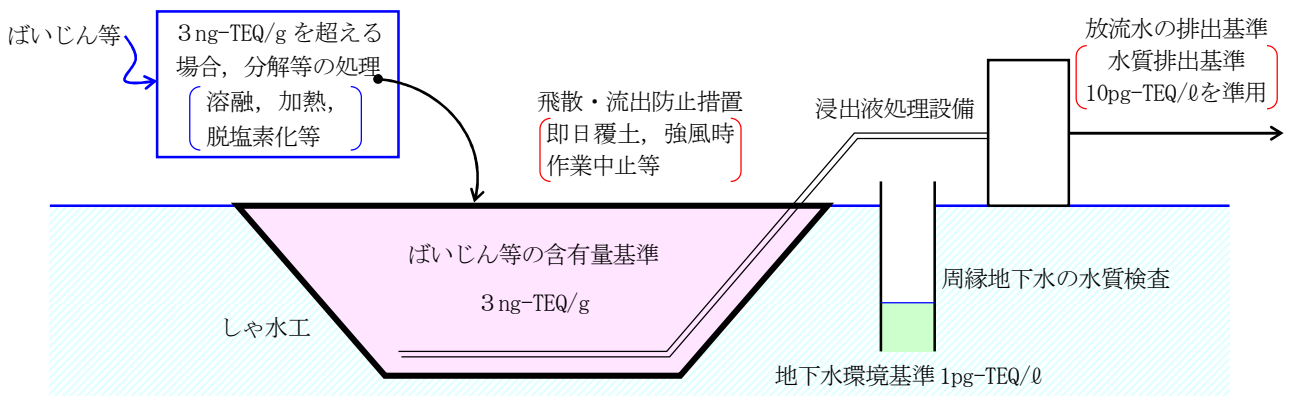 ばいじん等
3ng-TEQ/g を超える
場合，分解等の処理
溶融，加熱，
脱塩素化等
飛散・流出防止措置
即日覆土，強風時
作業中止等
浸出液処理設備
放流水の排出基準
水質排出基準
10pg-TEQ/ℓを準用
ばいじん等の含有量基準
3ng-TEQ/g
しゃ水工
周縁地下水の水質検査
地下水環境基準 1pg-TEQ/ℓ